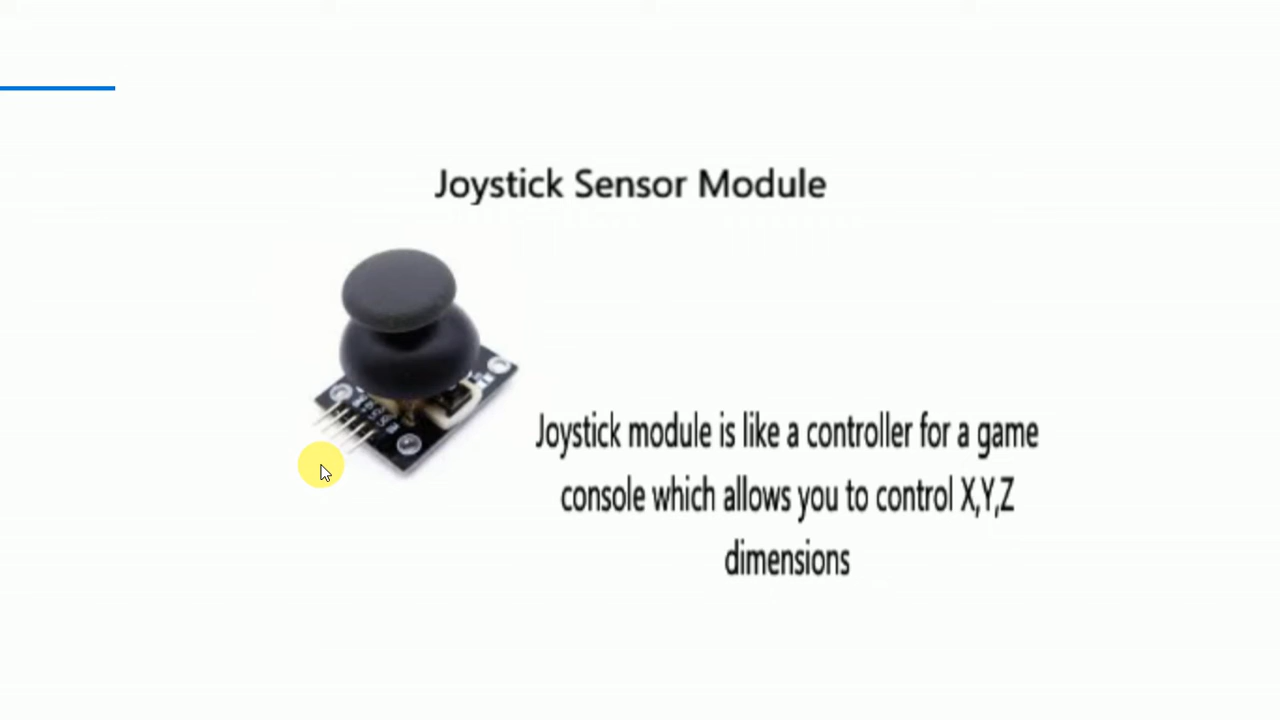 Joystick Sensor Module
Joystick module is like a controller for a game
console which allows you to control X,Y,Z
dimensions